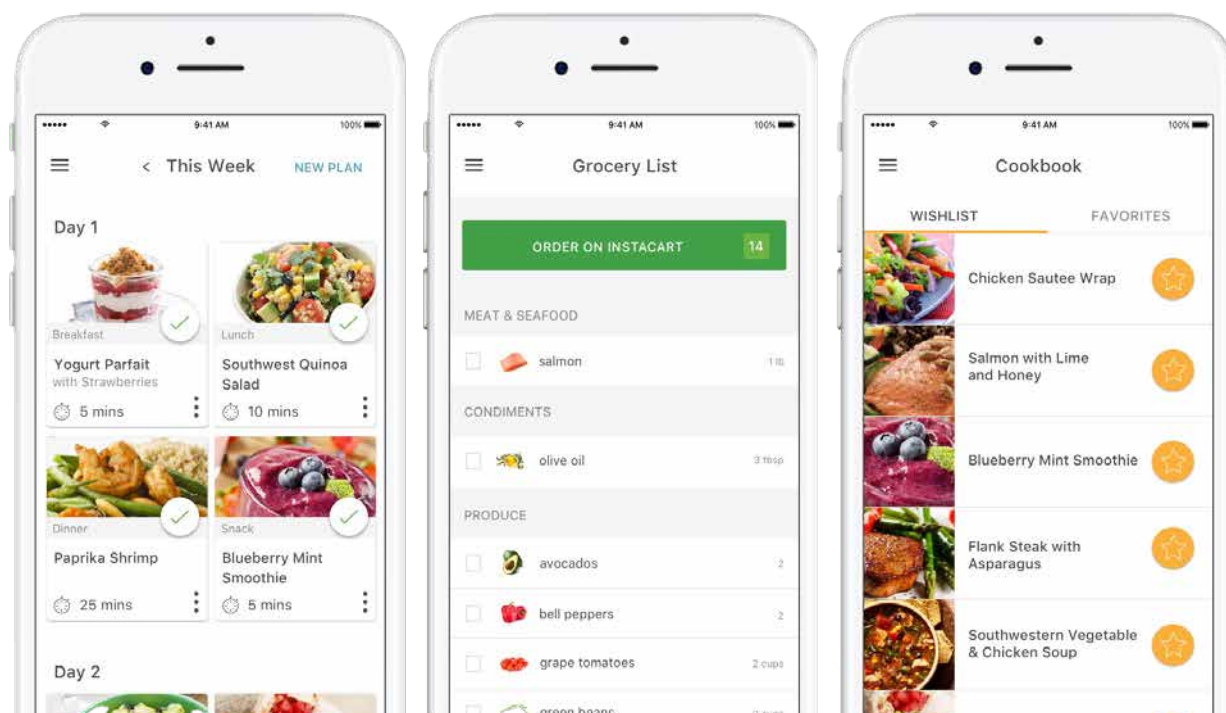 9:41 AM
100%
< This Week
NEW PLAN
Day 1
Breakfast
Yogurt Parfait
with Strawberries
5 mins
Lunch
Southwest Quinoa
Salad
10 mins
Dinner
Paprika Shrimp
25 mins
Snack
Blueberry Mint
Smoothie
5 mins
Day 2
9:41 AM
100%
Grocery List
ORDER ON INSTACART 14
MEAT & SEAFOOD
salmon 1 lb
CONDIMENTS
olive oil 3 tbsp
PRODUCE
avocados 2
bell peppers 2
grape tomatoes 2 cups
green beans
9:41 AM
100%
Cookbook
WISHLIST
FAVORITES
Chicken Sautee Wrap
Salmon with Lime
and Honey
Blueberry Mint Smoothie
Flank Steak with
Asparagus
Southwestern Vegetable
& Chicken Soup